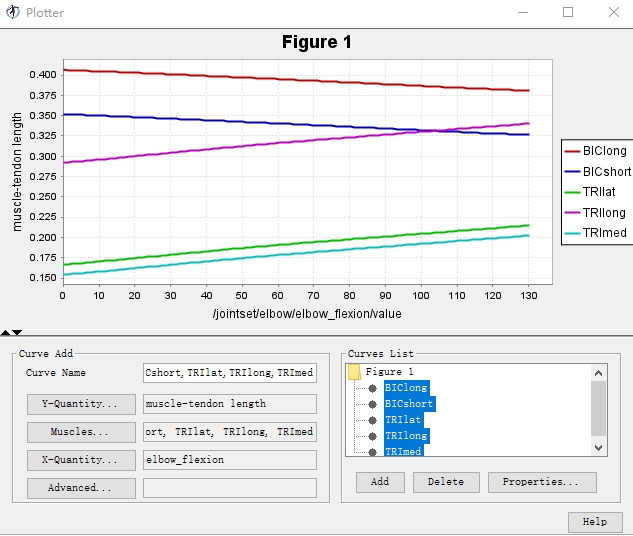 Plotter
Figure 1
muscle-tendon length
0.400
0.375
0.350
0.325
0.300
0.275
0.250
0.225
0.200
0.175
0.150
0 10 20 30 40 50 60 70 80 90 100 110 120 130
/jointset/elbow/elbow_flexion/value
BIClong
BICshort
TRIlat
TRIlong
TRImed
Curve Add
Curve Name Cshort,TRIlat,TRIlong,TRImed
Y-Quantity... muscle-tendon length
Muscles... ort, TRIlat, TRIlong, TRImed
X-Quantity... elbow_flexion
Advanced...
Curves List
Figure 1
BIClong
BICshort
TRIlat
TRIlong
TRImed
Add Delete Properties...
Help